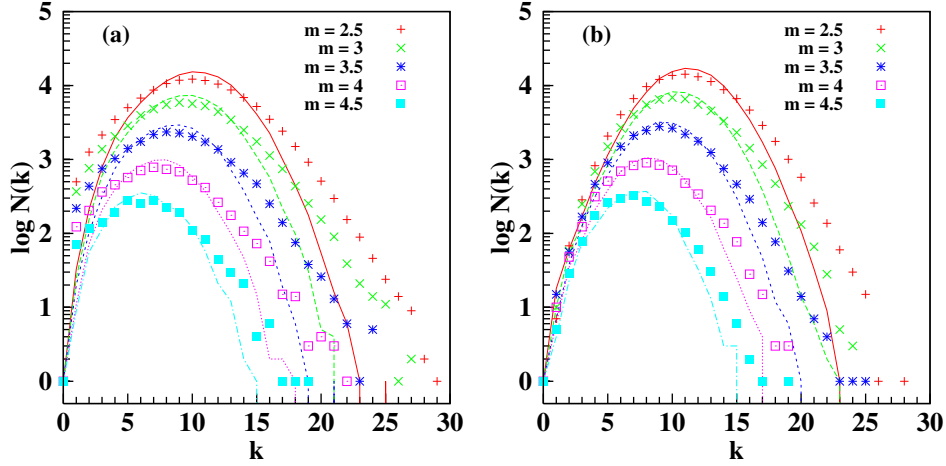 (a)
m = 2.5
m = 3
m = 3.5
m = 4
m = 4.5
5
4
3
2
1
0
0 5 10 15 20 25 30
log N(k)
k
(b)
m = 2.5
m = 3
m = 3.5
m = 4
m = 4.5
5
4
3
2
1
0
0 5 10 15 20 25 30
log N(k)
k